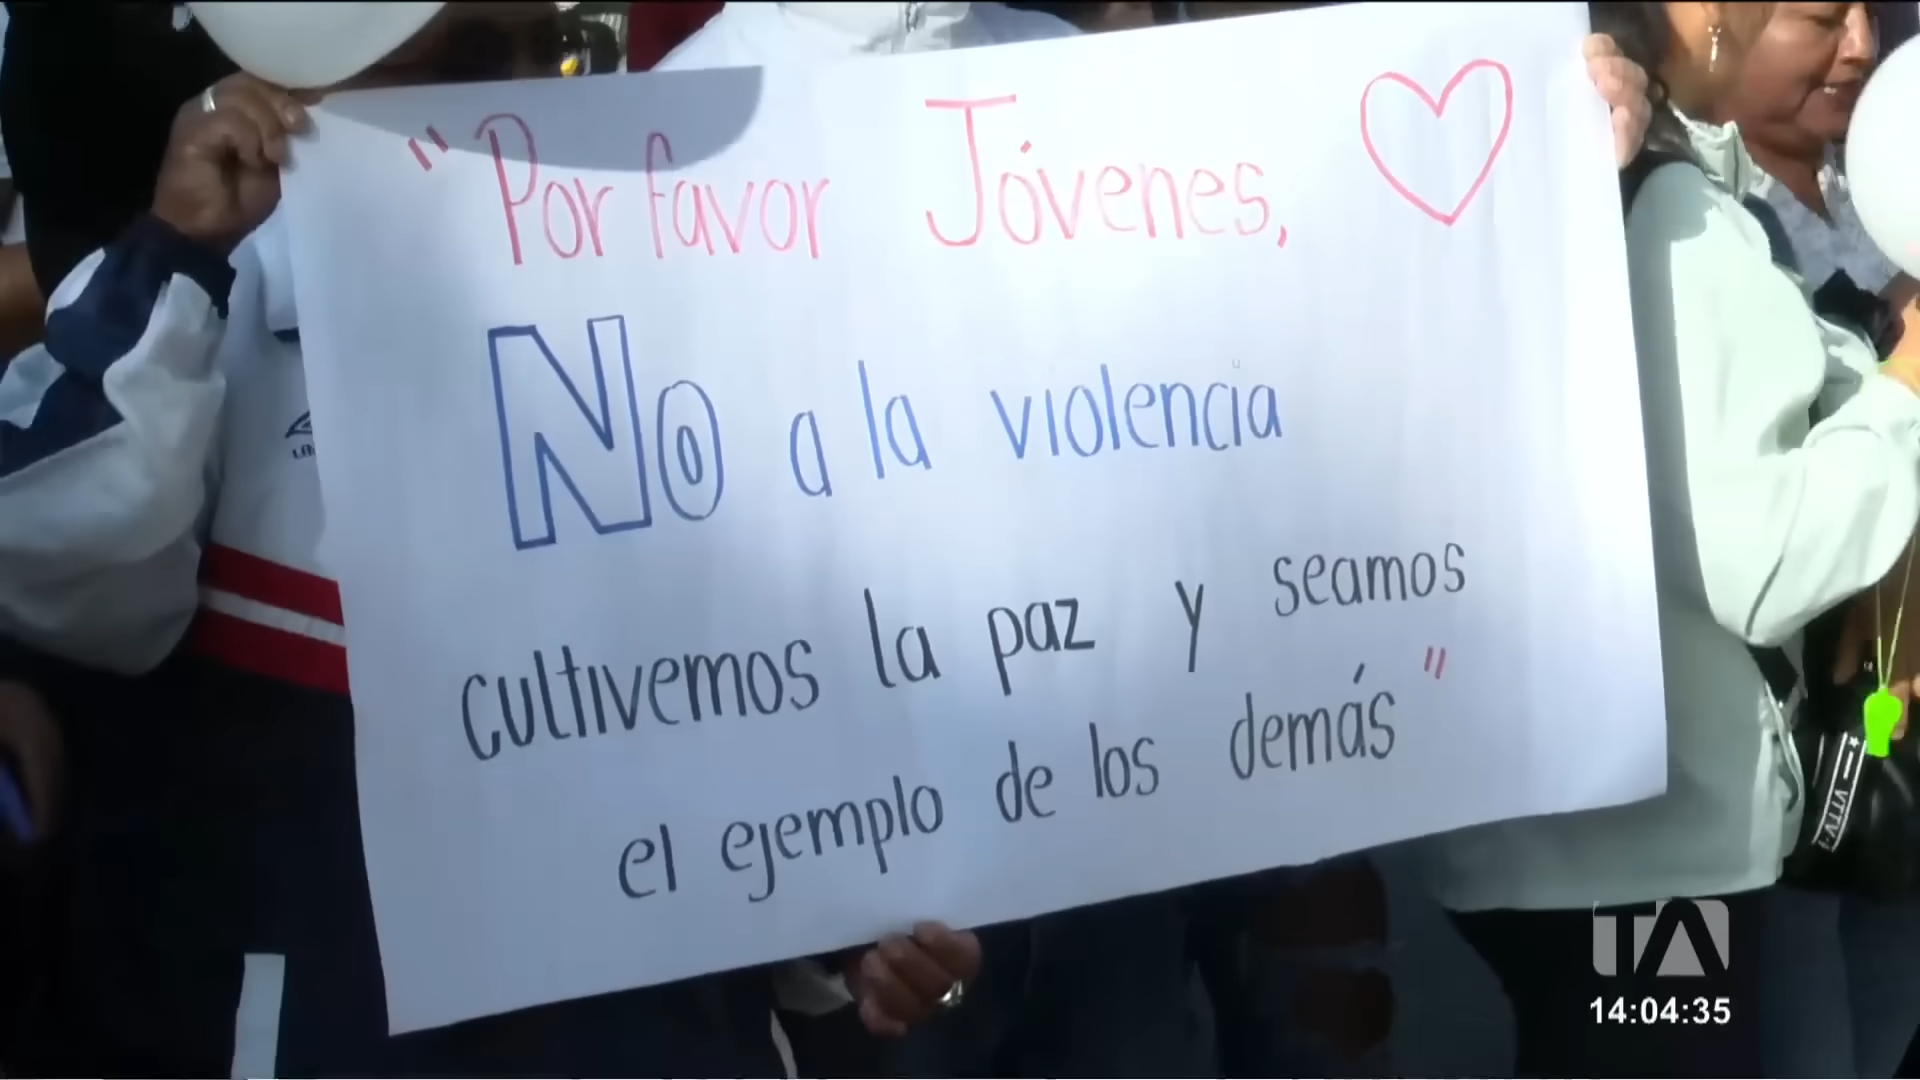 "Por favor Jóvenes,
No a la violencia
cultivemos la paz y seamos
el ejemplo de los demás"
VTTV
TA
14:04:35